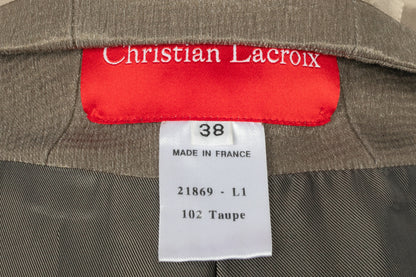 Christian Lacroix
38
MADE IN FRANCE
21869 - L1
102 Taupe